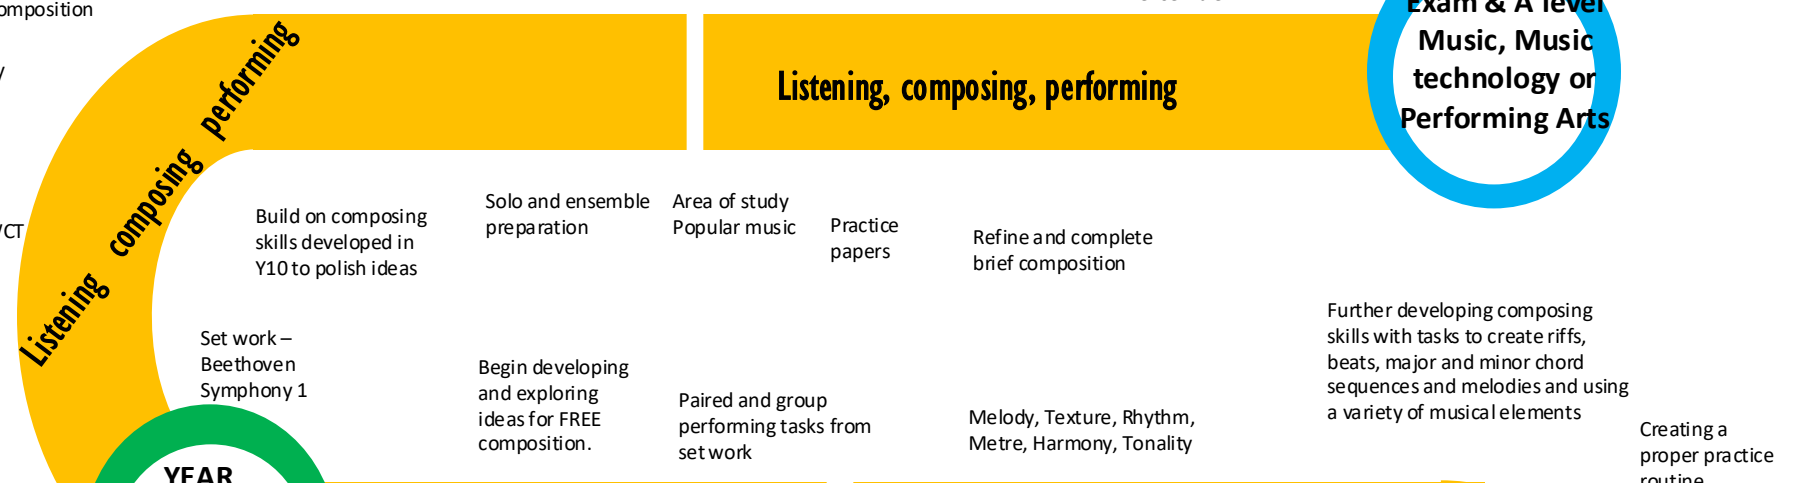 omposition
Exam & A level
Music, Music
technology or
Performing Arts
Listening, composing, performing
Listening composing performing
Build on composing
skills developed in
Y10 to polish ideas
Solo and ensemble
preparation
Area of study
Popular music
Practice
papers
Refine and complete
brief composition
Set work –
Beethoven
Symphony 1
Begin developing
and exploring
ideas for FREE
composition.
Paired and group
performing tasks from
set work
Melody, Texture, Rhythm,
Metre, Harmony, Tonality
Further developing composing
skills with tasks to create riffs,
beats, major and minor chord
sequences and melodies and using
a variety of musical elements
Creating a
proper practice
routine
YEAR